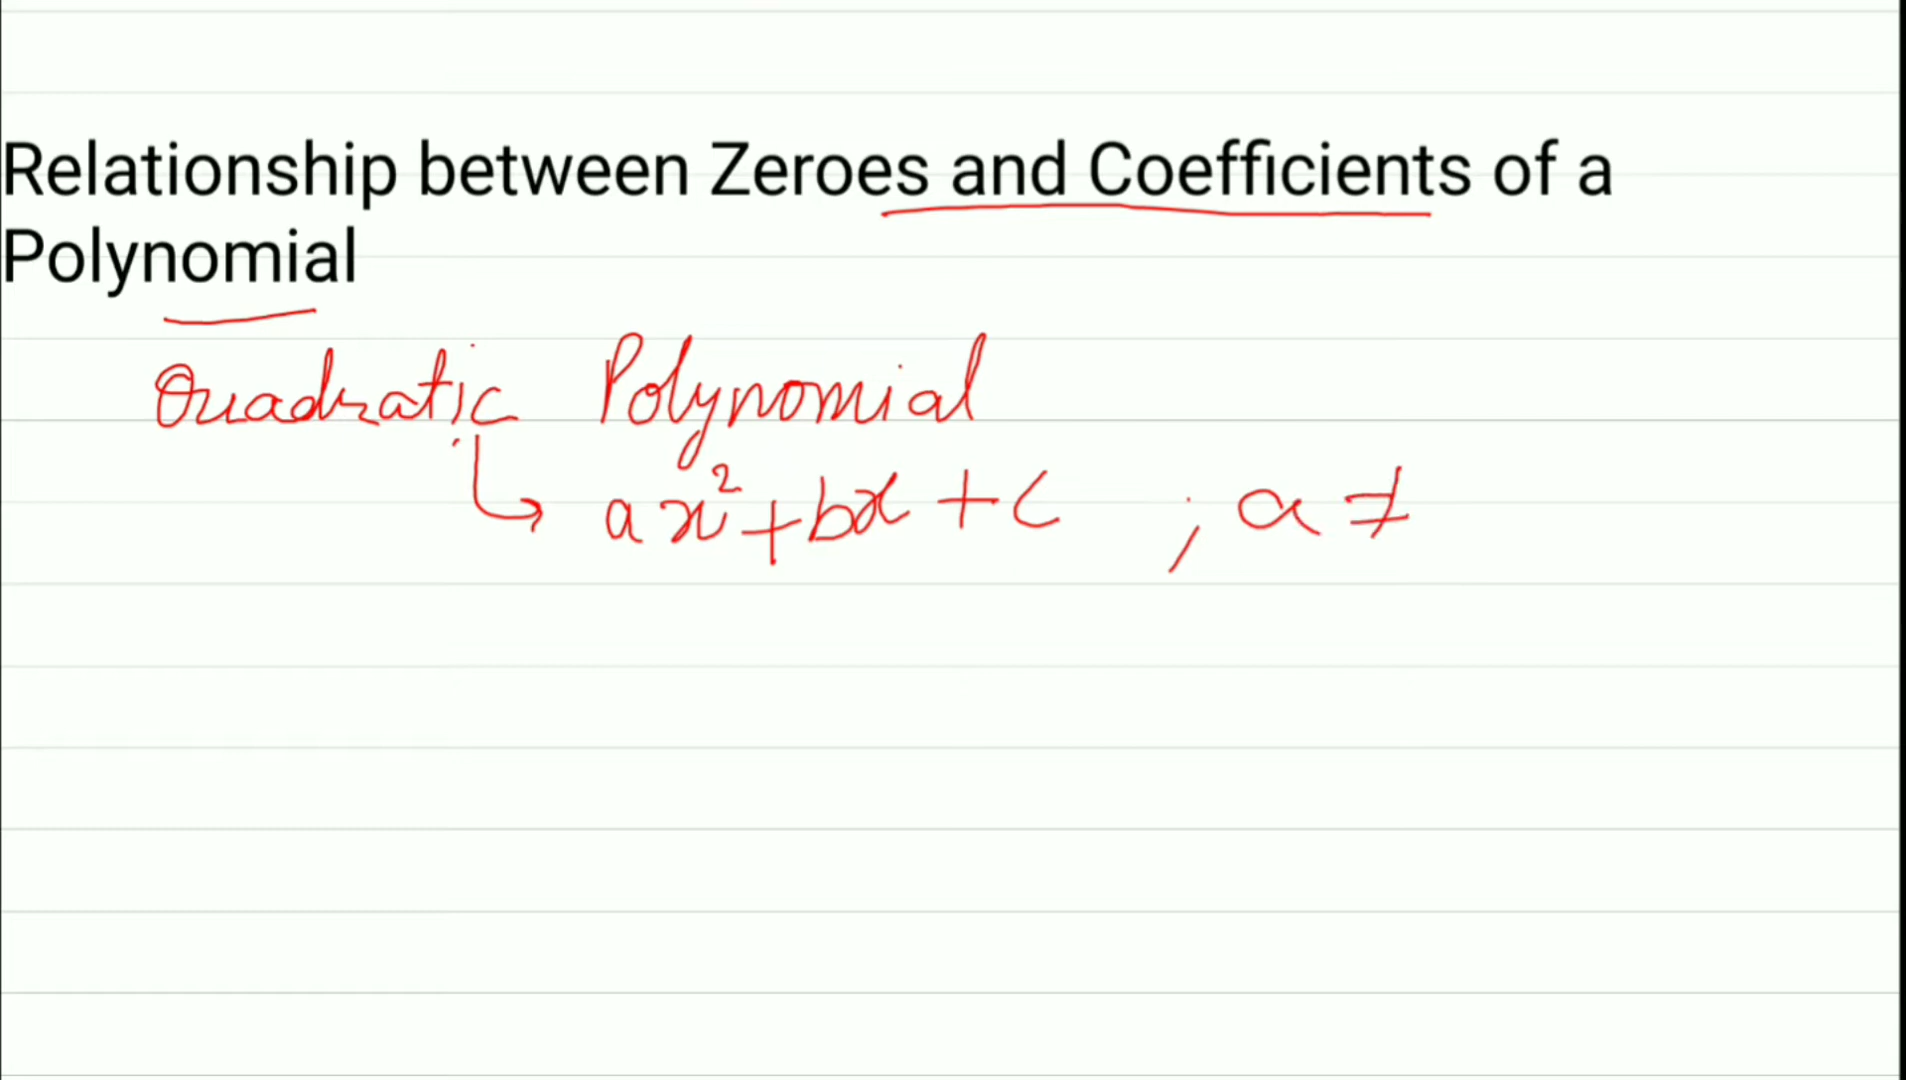 Relationship between Zeroes and Coefficients of a
Polynomial
Quadratic Polynomial
ax²+bx+c ; a ≠